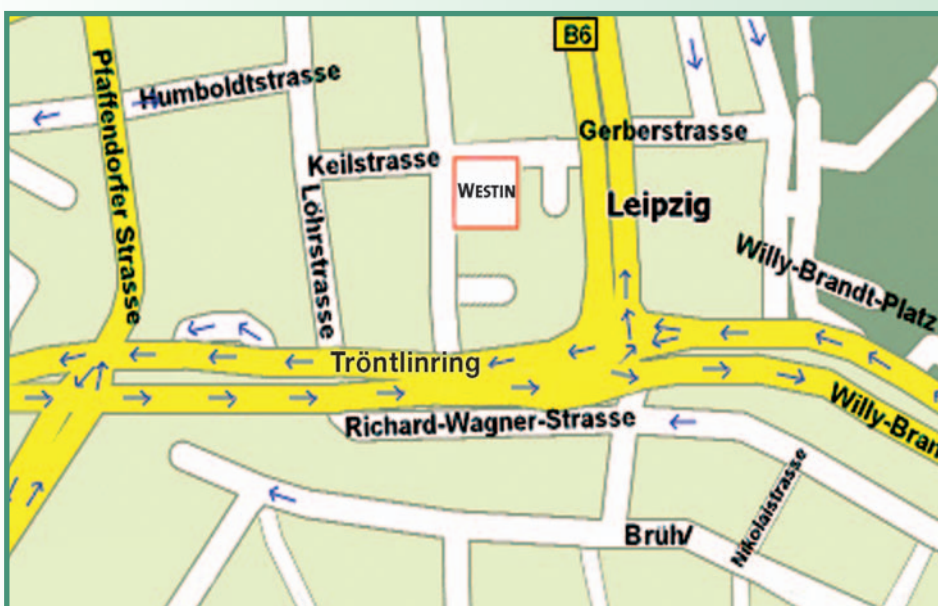 B6
Pfaffendorfer Strasse
Humboldtstrasse
Gerberstrasse
Keilstrasse
WESTIN
Löhrstrasse
Leipzig
Willy-Brandt-Platz
Tröntlinring
Willy-Bran
Richard-Wagner-Strasse
Nikolaistrasse
Brühl